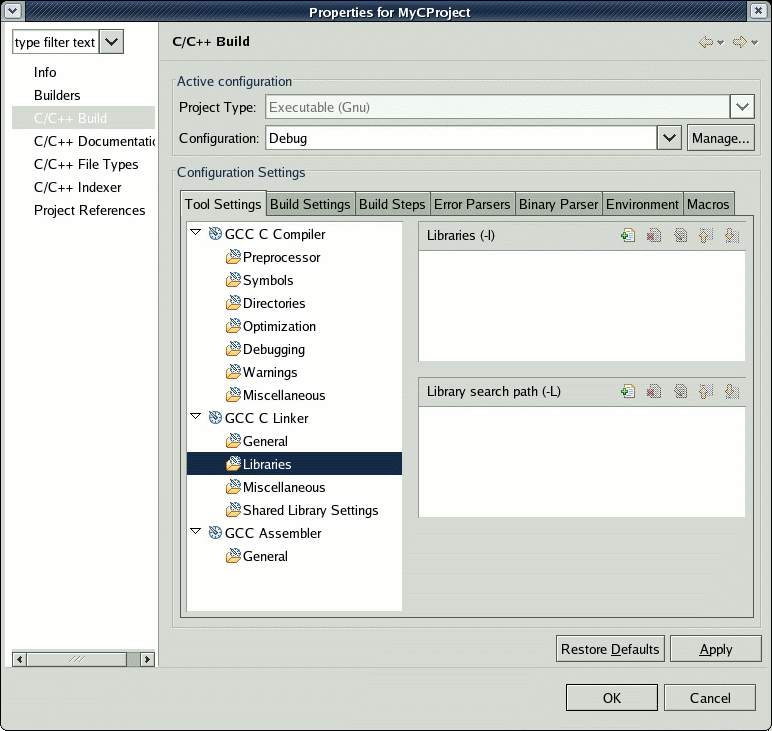 Properties for MyCProject
type filter text
Info
Builders
C/C++ Build
C/C++ Documentatic
C/C++ File Types
C/C++ Indexer
Project References
C/C++ Build
Active configuration
Project Type: Executable (Gnu)
Configuration: Debug Manage...
Configuration Settings
Tool Settings Build Settings Build Steps Error Parsers Binary Parser Environment Macros
GCC C Compiler
Preprocessor
Symbols
Directories
Optimization
Debugging
Warnings
Miscellaneous
GCC C Linker
General
Libraries
Miscellaneous
Shared Library Settings
GCC Assembler
General
Libraries (-l)
Library search path (-L)
Restore Defaults Apply
OK Cancel